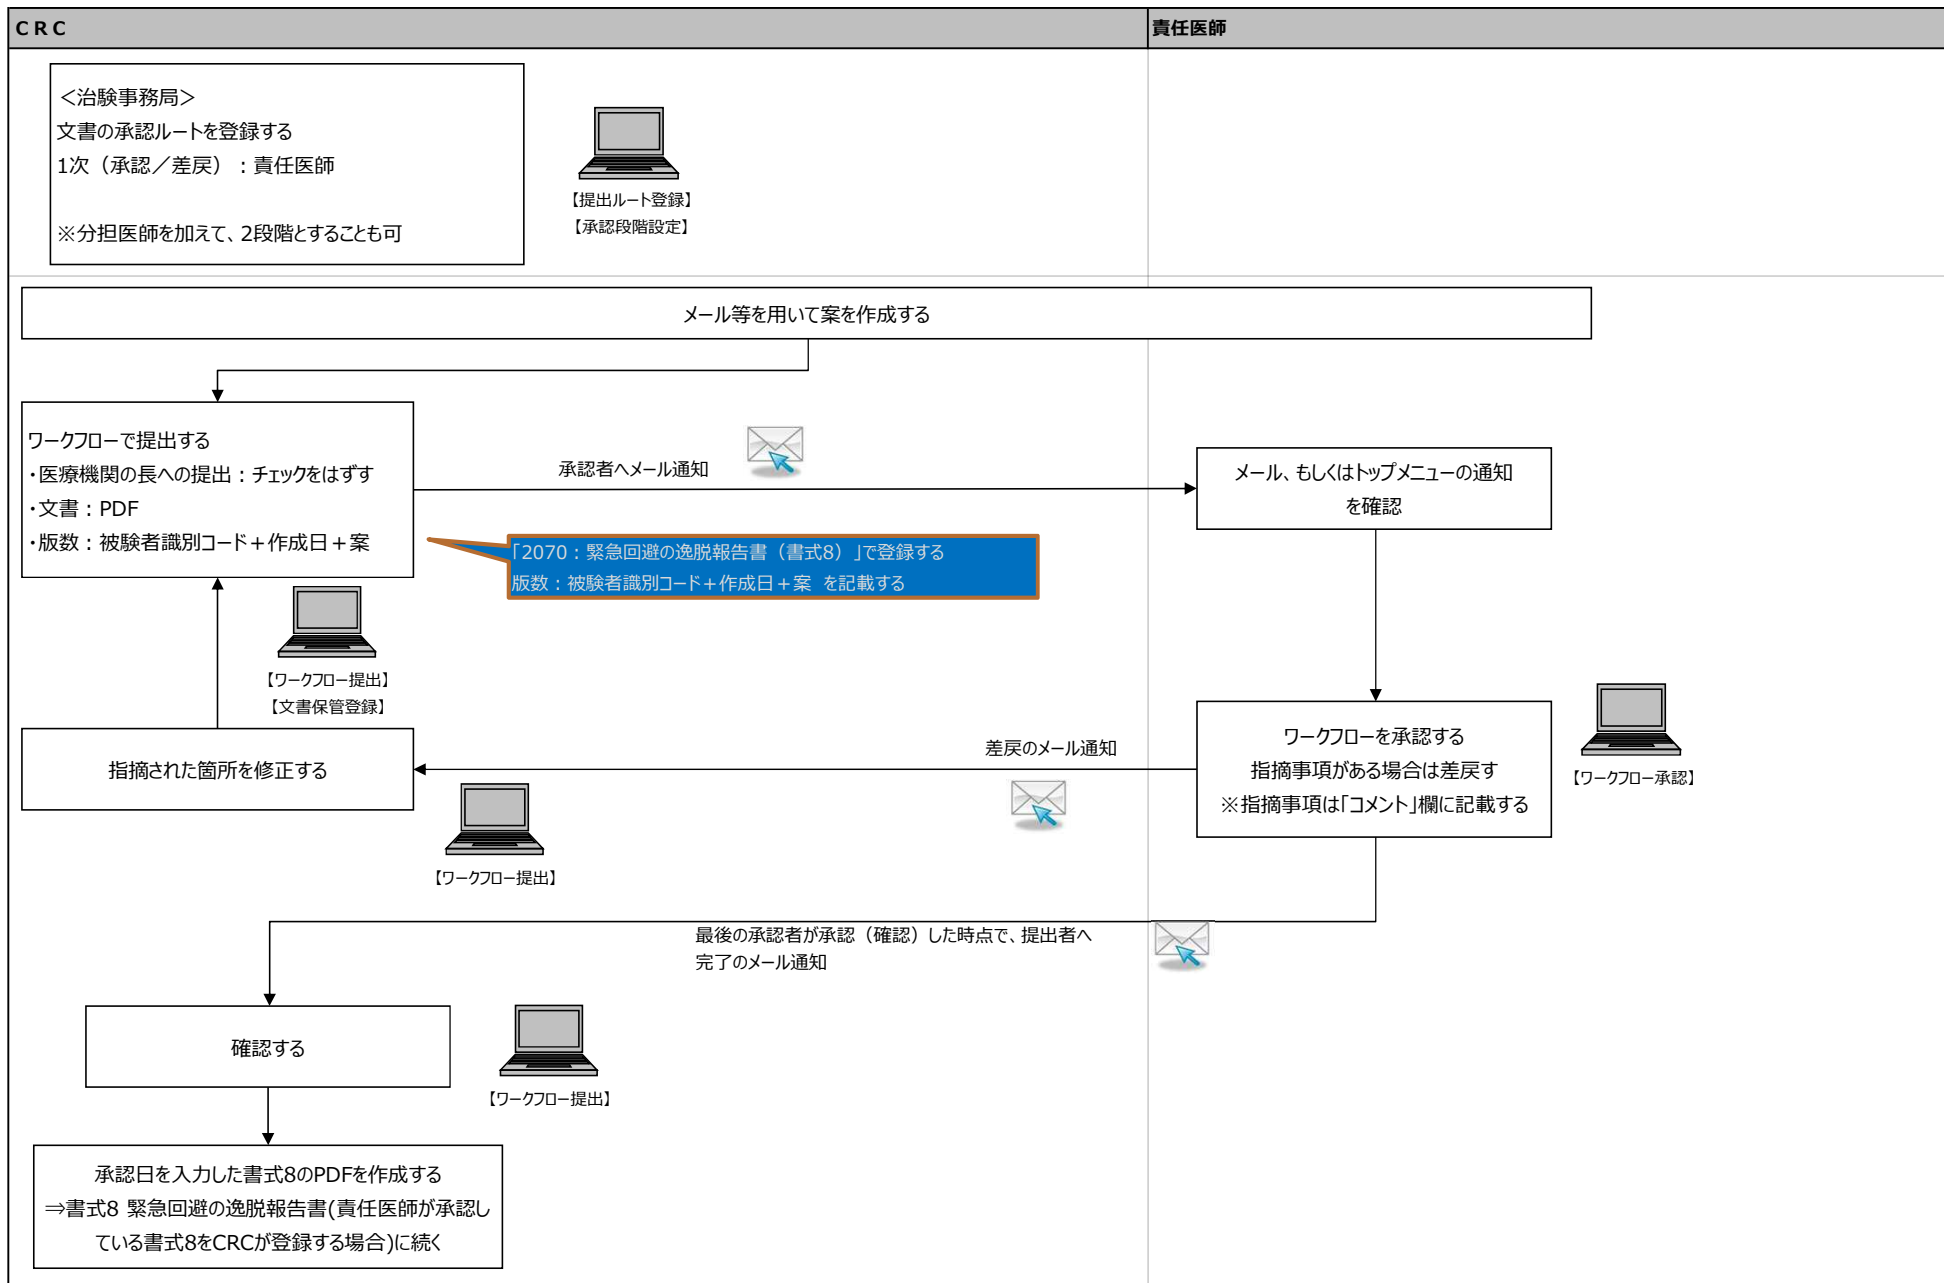 CRC
責任医師
＜治験事務局＞
文書の承認ルートを登録する
1次（承認／差戻）：責任医師
※分担医師を加えて、2段階とすることも可
【提出ルート登録】
【承認段階設定】
メール等を用いて案を作成する
ワークフローで提出する
・医療機関の長への提出：チェックをはずす
・文書：PDF
・版数：被験者識別コード＋作成日＋案
承認者へメール通知
メール、もしくはトップメニューの通知
を確認
「2070：緊急回避の逸脱報告書（書式8）」で登録する
版数：被験者識別コード＋作成日＋案 を記載する
【ワークフロー提出】
【文書保管登録】
指摘された箇所を修正する
差戻のメール通知
ワークフローを承認する
指摘事項がある場合は差戻す
※指摘事項は「コメント」欄に記載する
【ワークフロー承認】
【ワークフロー提出】
最後の承認者が承認（確認）した時点で、提出者へ
完了のメール通知
確認する
【ワークフロー提出】
承認日を入力した書式8のPDFを作成する
⇒書式8 緊急回避の逸脱報告書(責任医師が承認し
ている書式8をCRCが登録する場合)に続く